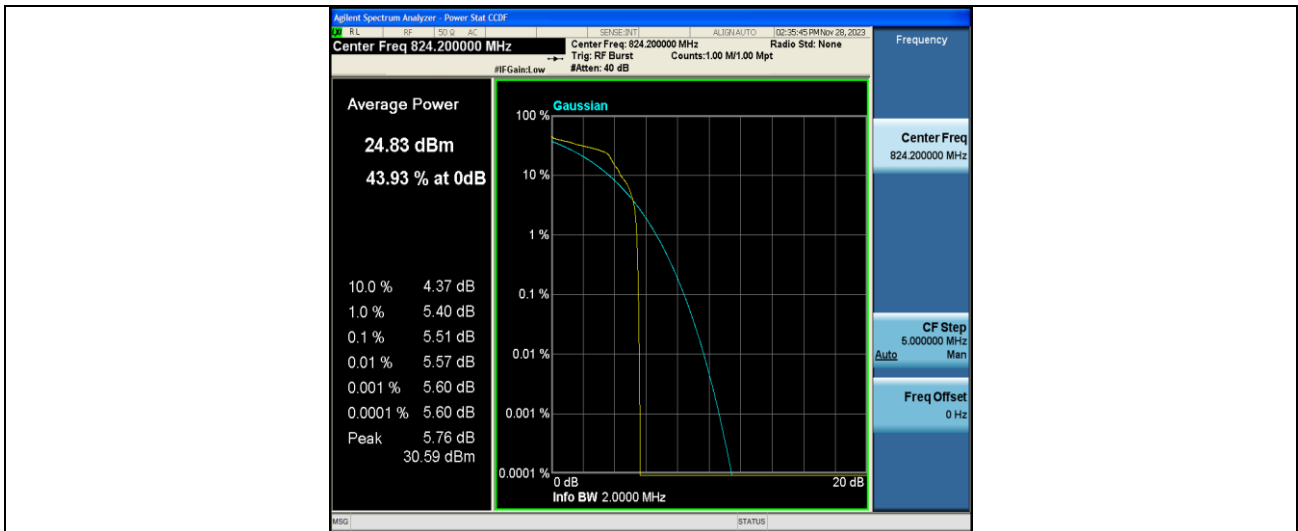 Agilent Spectrum Analyzer - Power Stat CCDF
RL RF 50 Ω AC SENSE:INT ALIGN AUTO 02:35:45 PM Nov 28, 2023
Center Freq 824.200000 MHz
Center Freq: 824.200000 MHz Radio Std: None
Trig: RF Burst Counts:1.00 M/1.00 Mpt
#IFGain:Low #Atten: 40 dB
Frequency
Average Power
24.83 dBm
43.93 % at 0dB
10.0 % 4.37 dB
1.0 % 5.40 dB
0.1 % 5.51 dB
0.01 % 5.57 dB
0.001 % 5.60 dB
0.0001 % 5.60 dB
Peak 5.76 dB
30.59 dBm
Gaussian
100 %
10 %
1 %
0.1 %
0.01 %
0.001 %
0.0001 %
0 dB 20 dB
Info BW 2.0000 MHz
Center Freq
824.200000 MHz
CF Step
5.000000 MHz
Auto Man
Freq Offset
0 Hz
MSG STATUS